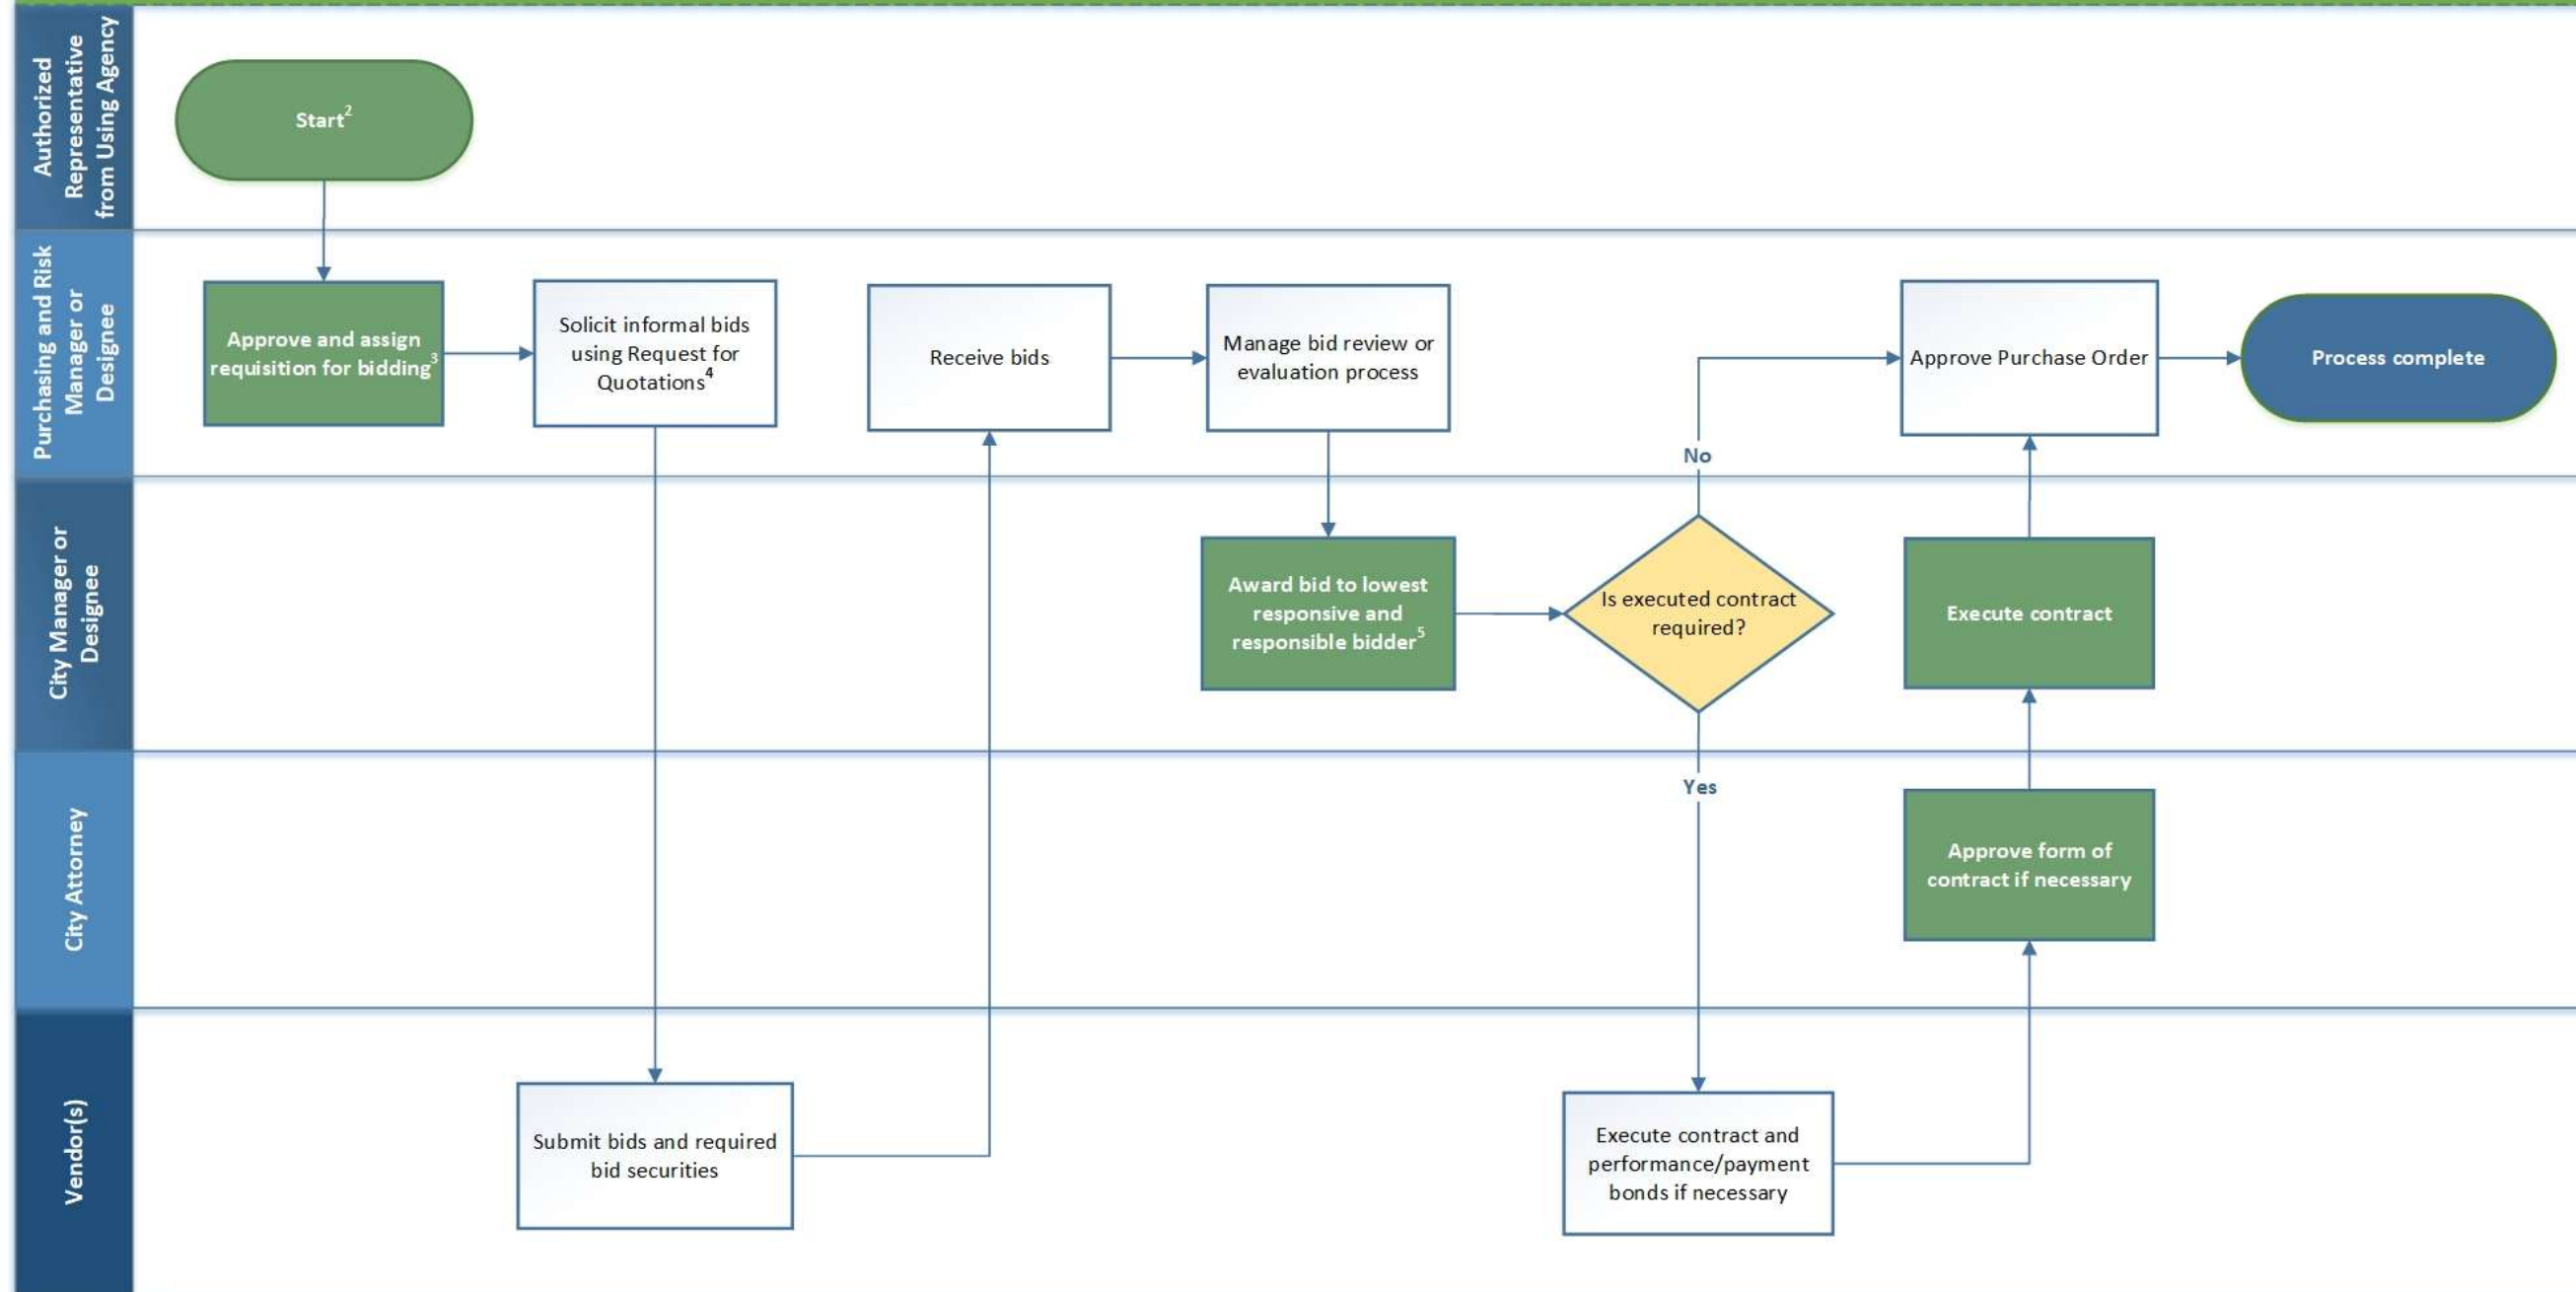 Authorized
Representative
from Using Agency
Start²
Purchasing and Risk
Manager or
Designee
Approve and assign
requisition for bidding³
Solicit informal bids
using Request for
Quotations⁴
Receive bids
Manage bid review or
evaluation process
No
Approve Purchase Order
Process complete
City Manager or
Designee
Award bid to lowest
responsive and
responsible bidder⁵
Is executed contract
required?
Execute contract
City Attorney
Yes
Approve form of
contract if necessary
Vendor(s)
Submit bids and required
bid securities
Execute contract and
performance/payment
bonds if necessary